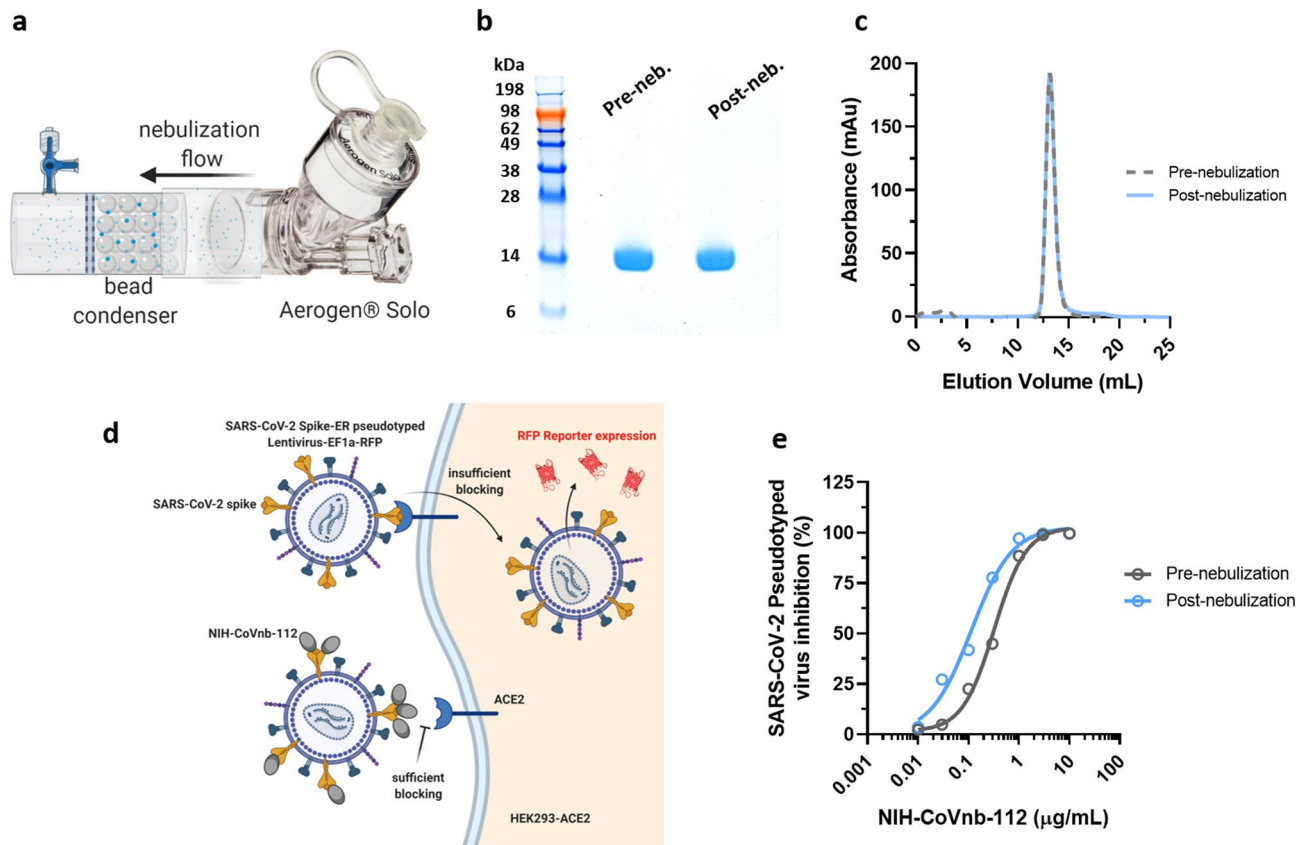 a
nebulization
flow
Aerogen Solo
bead
condenser
Aerogen® Solo
b
kDa
198
98
62
49
38
28
14
6
Pre-neb.
Post-neb.
c
Absorbance (mAu)
200
150
100
50
0
0
5
10
15
20
25
Elution Volume (mL)
Pre-nebulization
Post-nebulization
d
SARS-CoV-2 Spike-ER pseudotyped
Lentivirus-EF1a-RFP
SARS-CoV-2 spike
insufficient
blocking
RFP Reporter expression
NIH-CoVnb-112
ACE2
sufficient
blocking
HEK293-ACE2
e
SARS-CoV-2 Pseudotyped
virus inhibition (%)
125
100
75
50
25
0
0.001
0.01
0.1
1
10
100
NIH-CoVnb-112 (μg/mL)
Pre-nebulization
Post-nebulization